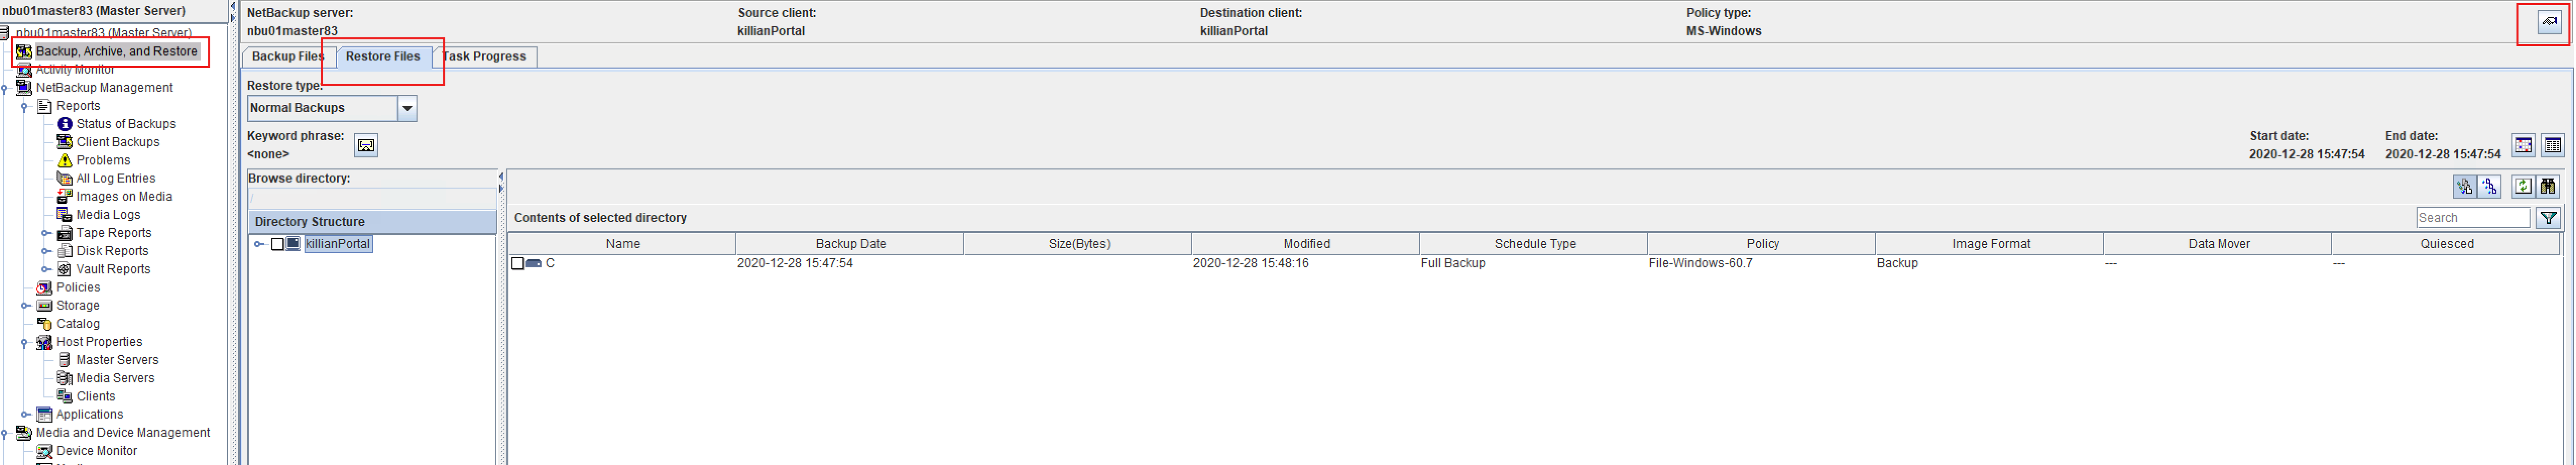 nbu01master83 (Master Server)
nbu01master83 (Master Server)
Backup, Archive, and Restore
Activity Monitor
NetBackup Management
Reports
Status of Backups
Client Backups
Problems
All Log Entries
Images on Media
Media Logs
Tape Reports
Disk Reports
Vault Reports
Policies
Storage
Catalog
Host Properties
Master Servers
Media Servers
Clients
Applications
Media and Device Management
Device Monitor
NetBackup server: Source client: Destination client: Policy type:
nbu01master83 killianPortal killianPortal MS-Windows
Backup Files Restore Files Task Progress
Restore type:
Normal Backups
Keyword phrase:
<none>
Start date: End date:
2020-12-28 15:47:54 2020-12-28 15:47:54
Browse directory:
/
Directory Structure
killianPortal
Contents of selected directory
Search
Name Backup Date Size(Bytes) Modified Schedule Type Policy Image Format Data Mover Quiesced
C 2020-12-28 15:47:54 2020-12-28 15:48:16 Full Backup File-Windows-60.7 Backup --- ---